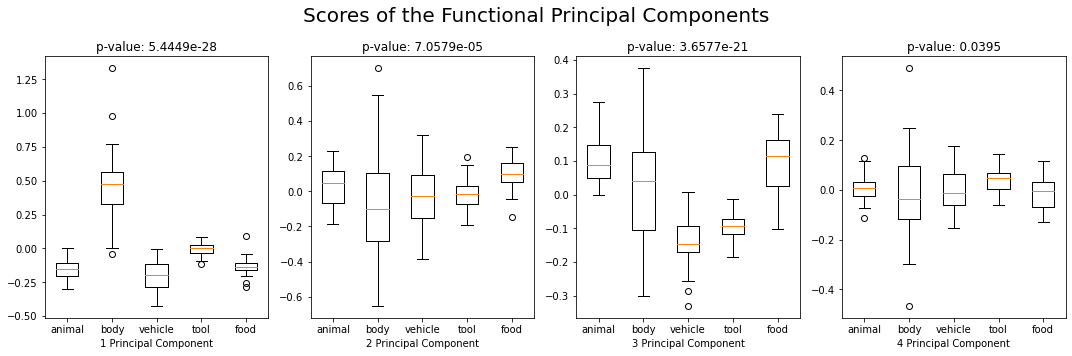 Scores of the Functional Principal Components
p-value: 5.4449e-28
1.25
1.00
0.75
0.50
0.25
0.00
−0.25
−0.50
animal body vehicle tool food
1 Principal Component
p-value: 7.0579e-05
0.6
0.4
0.2
0.0
−0.2
−0.4
−0.6
animal body vehicle tool food
2 Principal Component
p-value: 3.6577e-21
0.4
0.3
0.2
0.1
0.0
−0.1
−0.2
−0.3
animal body vehicle tool food
3 Principal Component
p-value: 0.0395
0.4
0.2
0.0
−0.2
−0.4
animal body vehicle tool food
4 Principal Component